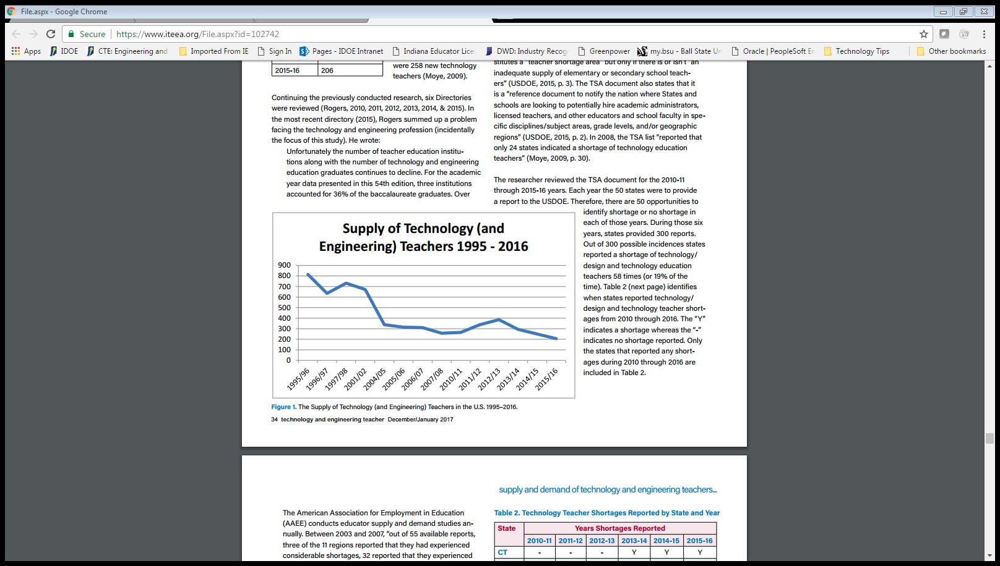 File.aspx - Google Chrome
Secure
https://www.iteea.org/File.aspx?id=102742
Apps
IDOE
CTE: Engineering and
Imported From IE
Sign In
Pages - IDOE Intranet
Indiana Educator Lice
DWD: Industry Recog
Greenpower
my.bsu - Ball State Un
Oracle | PeopleSoft En
Technology Tips
Other bookmarks
2015-16 206
were 258 new technology
teachers (Moye, 2009).
Continuing the previously conducted research, six Directories
were reviewed (Rogers, 2010, 2011, 2012, 2013, 2014, & 2015). In
the most recent directory (2015), Rogers summed up a problem
facing the technology and engineering profession (incidentally
the focus of this study). He wrote:
Unfortunately the number of teacher education institu-
tions along with the number of technology and engineering
education graduates continues to decline. For the academic
year data presented in this 54th edition, three institutions
accounted for 36% of the baccalaureate graduates. Over
stitutes a "teacher shortage area" but only if there is or isn't "an
inadequate supply of elementary or secondary school teach-
ers" (USDOE, 2015, p. 3). The TSA document also states that it
is a "reference document to notify the nation where States and
schools are looking to potentially hire academic administrators,
licensed teachers, and other educators and school faculty in spe-
cific disciplines/subject areas, grade levels, and/or geographic
regions" (USDOE, 2015, p. 2). In 2008, the TSA list "reported that
only 24 states indicated a shortage of technology education
teachers" (Moye, 2009, p. 30).
The researcher reviewed the TSA document for the 2010-11
through 2015-16 years. Each year the 50 states were to provide
a report to the USDOE. Therefore, there are 50 opportunities to
identify shortage or no shortage in
each of those years. During those six
years, states provided 300 reports.
Out of 300 possible incidences states
reported a shortage of technology/
design and technology education
teachers 58 times (or 19% of the
time). Table 2 (next page) identifies
when states reported technology/
design and technology teacher short-
ages from 2010 through 2016. The "Y"
indicates a shortage whereas the "-"
indicates no shortage reported. Only
the states that reported any short-
ages during 2010 through 2016 are
included in Table 2.
Supply of Technology (and
Engineering) Teachers 1995 - 2016
900
800
700
600
500
400
300
200
100
0
1995/96
1996/97
1997/98
2001/02
2004/05
2005/06
2006/07
2007/08
2010/11
2011/12
2012/13
2013/14
2014/15
2015/16
Figure 1. The Supply of Technology (and Engineering) Teachers in the U.S. 1995–2016.
34 technology and engineering teacher December/January 2017
supply and demand of technology and engineering teachers...
The American Association for Employment in Education
(AAEE) conducts educator supply and demand studies an-
nually. Between 2003 and 2007, "out of 55 available reports,
three of the 11 regions reported that they had experienced
considerable shortages, 32 reported that they experienced
Table 2. Technology Teacher Shortages Reported by State and Year
State Years Shortages Reported
2010-11 2011-12 2012-13 2013-14 2014-15 2015-16
CT - - - Y Y Y